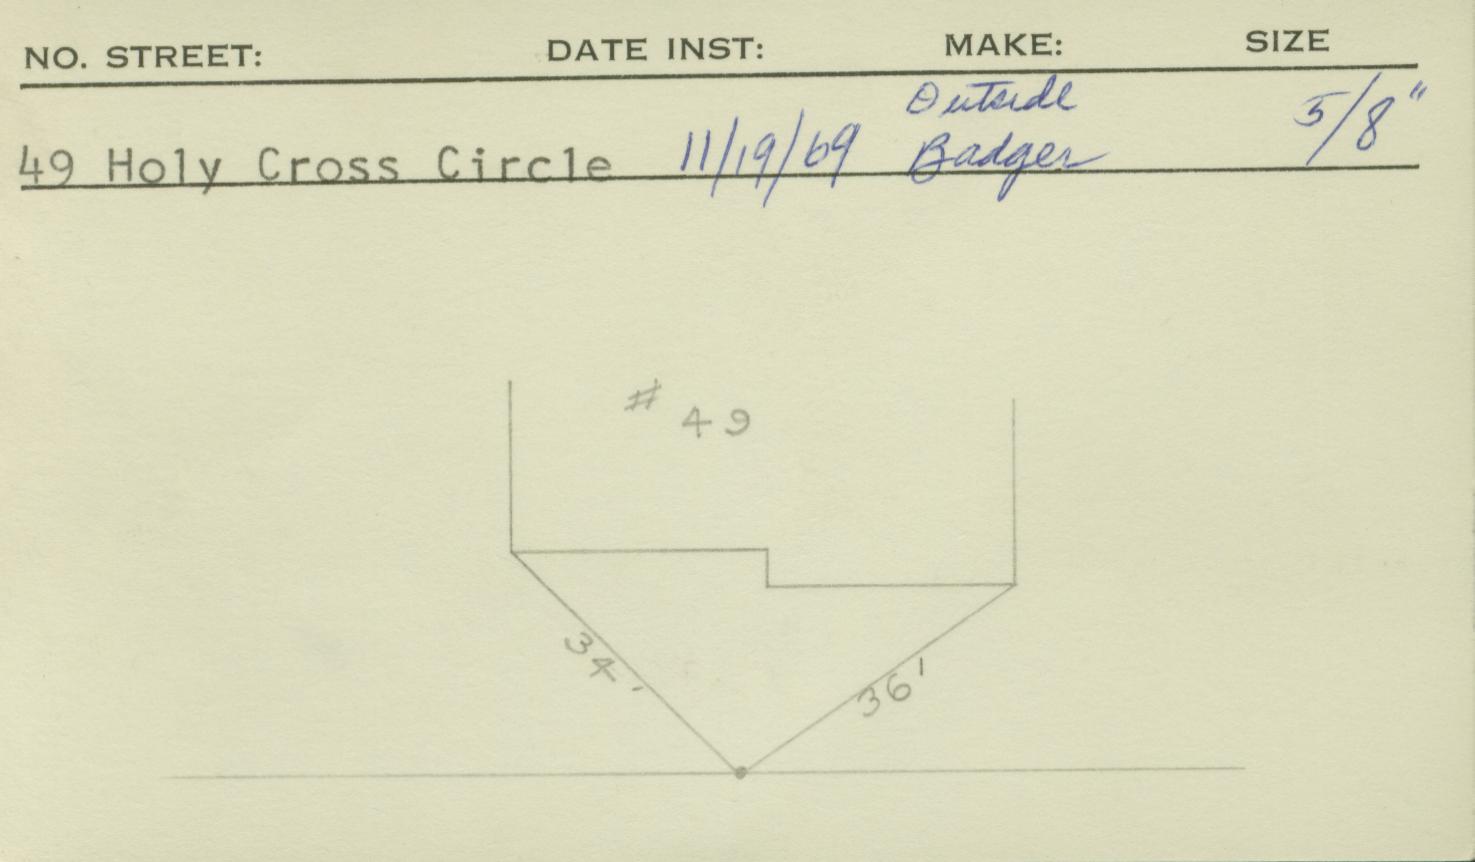 NO. STREET: DATE INST: MAKE: SIZE
Outside
49 Holy Cross Circle 11/19/69 Badger 5/8"
# 49
34'
36'